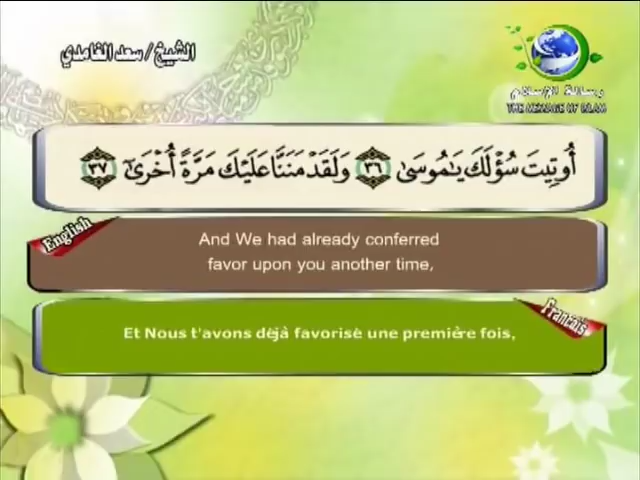 الشيخ / سعد الغامدي
رسالة الإسلام
THE MESSAGE OF ISLAM
أُوتِيتَ سُؤْلَكَ يَٰمُوسَىٰ ٣٦ وَلَقَدْ مَنَنَّا عَلَيْكَ مَرَّةً أُخْرَىٰٓ ٣٧
English
And We had already conferred
favor upon you another time,
Francais
Et Nous t'avons déjà favorisé une première fois,